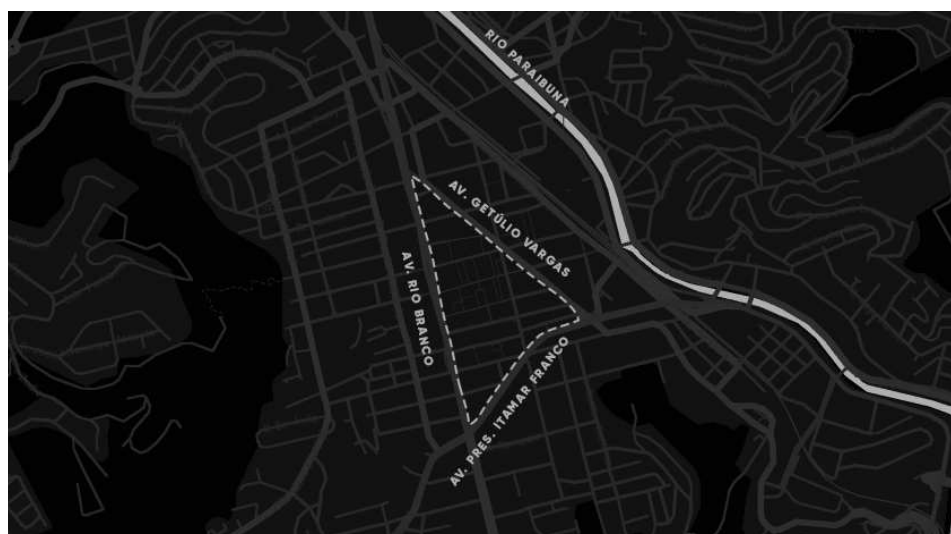 RIO PARAIBUNA
AV. GETÚLIO VARGAS
AV. RIO BRANCO
AV. PRES. ITAMAR FRANCO